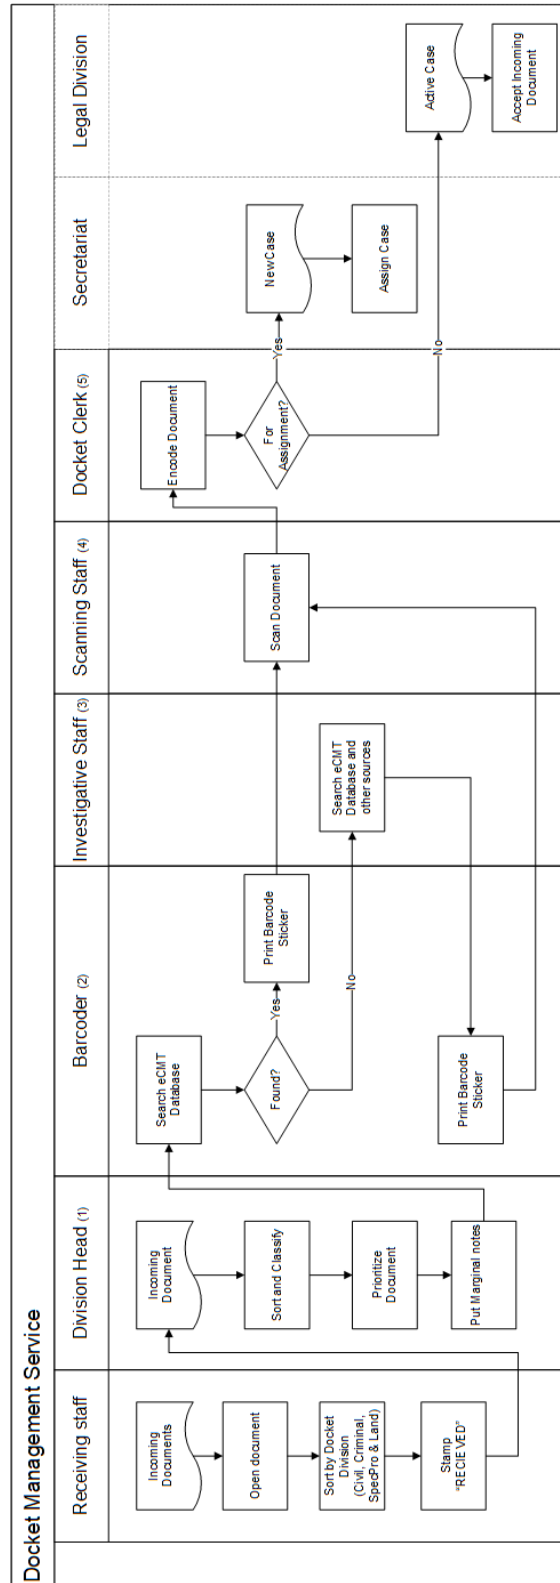 Docket Management Service
Receiving staff
Division Head (1)
Barcoder (2)
Investigative Staff (3)
Scanning Staff (4)
Docket Clerk (5)
Secretariat
Legal Division
Incoming
Documents
Open document
Sort by Docket
Division
(Civil, Criminal,
SpecPro & Land)
Stamp
"RECIEVED"
Incoming
Document
Sort and Classify
Prioritize
Document
Put Marginal notes
Search eCMT
Database
Found?
Yes
No
Print Barcode
Sticker
Print Barcode
Sticker
Search eCMT
Database and
other sources
Scan Document
Encode Document
For
Assignment?
Yes
No
New Case
Assign Case
Active Case
Accept Incoming
Document